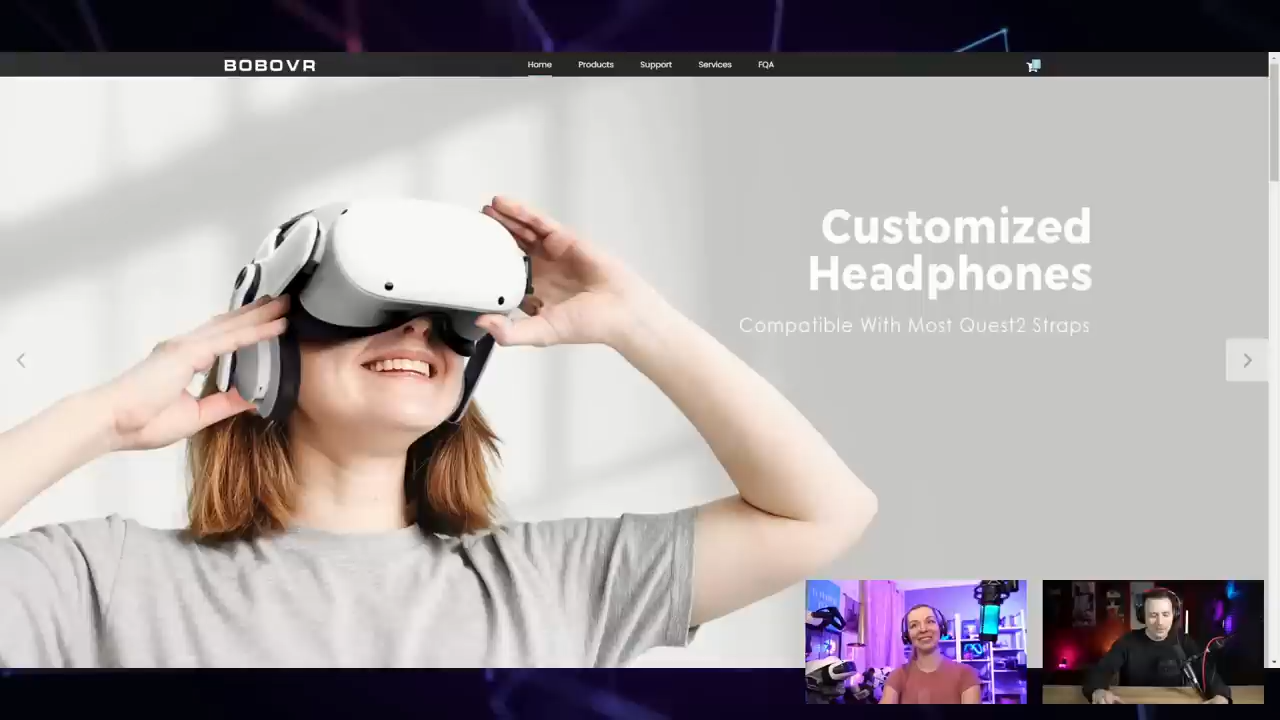 BOBOVR
Home Products Support Services FQA
Customized
Headphones
Compatible With Most Quest2 Straps